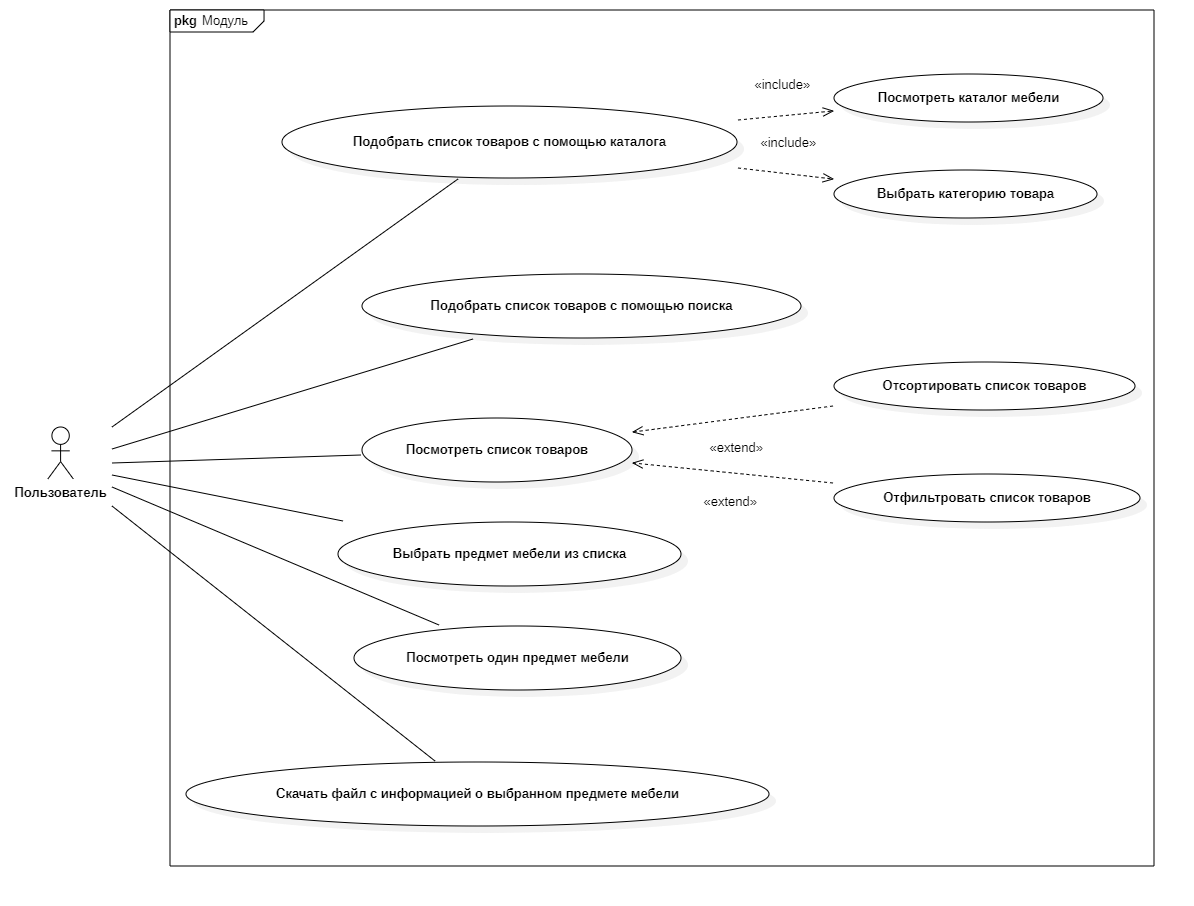 pkg Модуль
«include»
Посмотреть каталог мебели
Подобрать список товаров с помощью каталога
«include»
Выбрать категорию товара
Подобрать список товаров с помощью поиска
Отсортировать список товаров
Посмотреть список товаров
«extend»
Пользователь
«extend»
Отфильтровать список товаров
Выбрать предмет мебели из списка
Посмотреть один предмет мебели
Скачать файл с информацией о выбранном предмете мебели